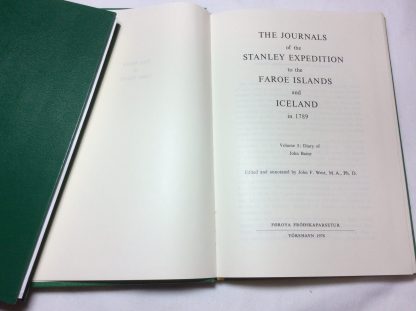 THE JOURNALS
of the
STANLEY EXPEDITION
to the
FAROE ISLANDS
and
ICELAND
in 1789
Volume 3: Diary of
John Baine
Edited and annotated by John F. West, M. A., Ph. D.
FØROYA FRÓÐSKAPARSETUR
TÓRSHAVN 1976